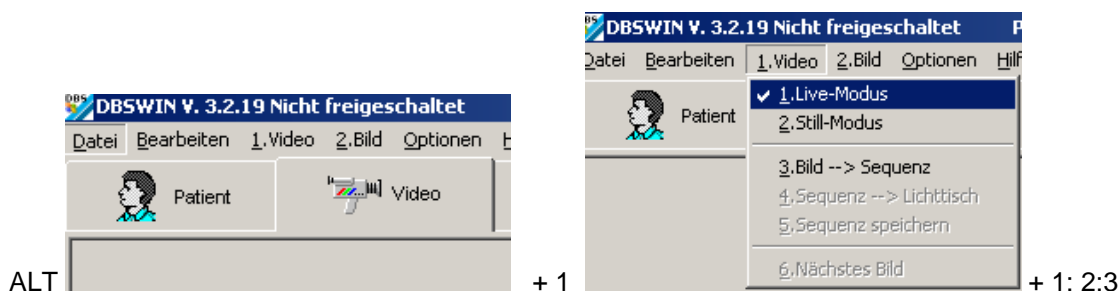 DBSWIN V. 3.2.19 Nicht freigeschaltet
Datei Bearbeiten 1.Video 2.Bild Optionen
Patient Video
ALT
+ 1
DBSWIN V. 3.2.19 Nicht freigeschaltet
Datei Bearbeiten 1.Video 2.Bild Optionen
Patient
1.Live-Modus
2.Still-Modus
3.Bild --> Sequenz
4.Sequenz --> Lichttisch
5.Sequenz speichern
6.Nächstes Bild
+ 1: 2:3